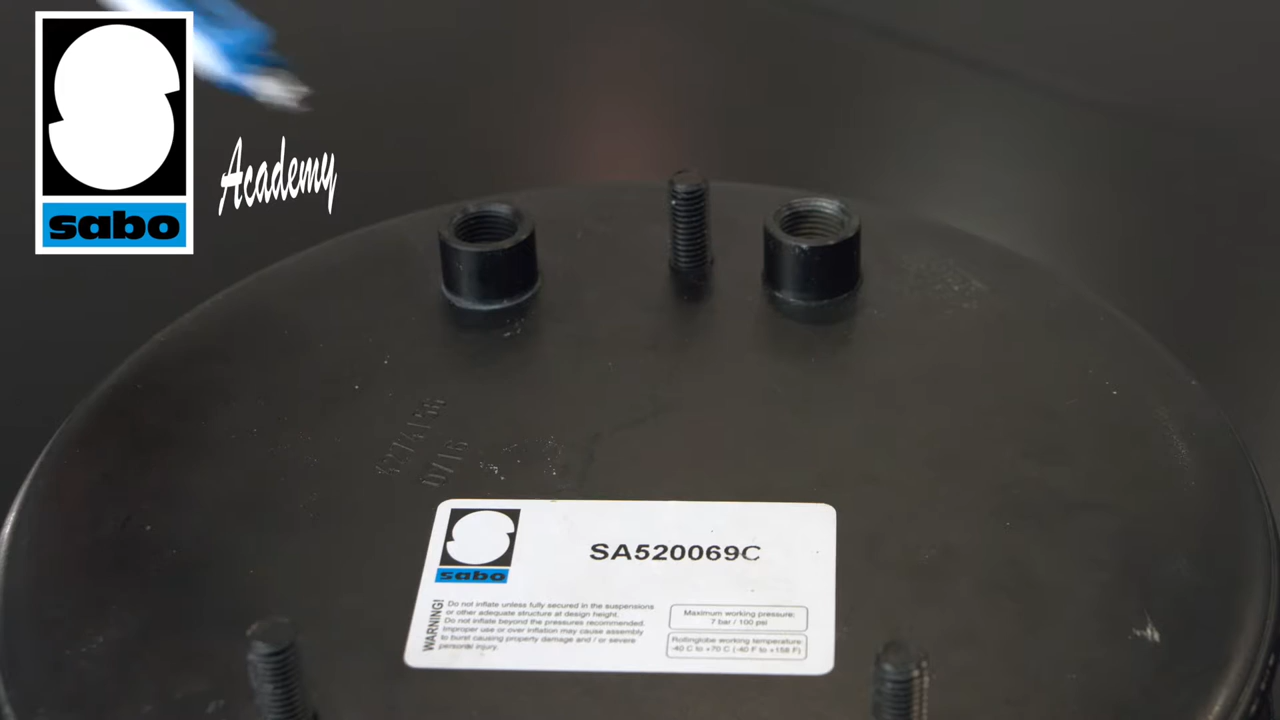 sabo
Academy
sabo
SA520069C
WARNING!
Do not inflate unless fully secured in the suspensions
or other adequate structure at design height.
Do not inflate beyond the pressures recommended.
Improper use or over inflation may cause assembly
to burst causing property damage and / or severe
personal injury.
Maximum working pressure:
7 bar / 100 psi
Rollinglobe working temperature:
-40 C to +70 C (-40 F to +158 F)